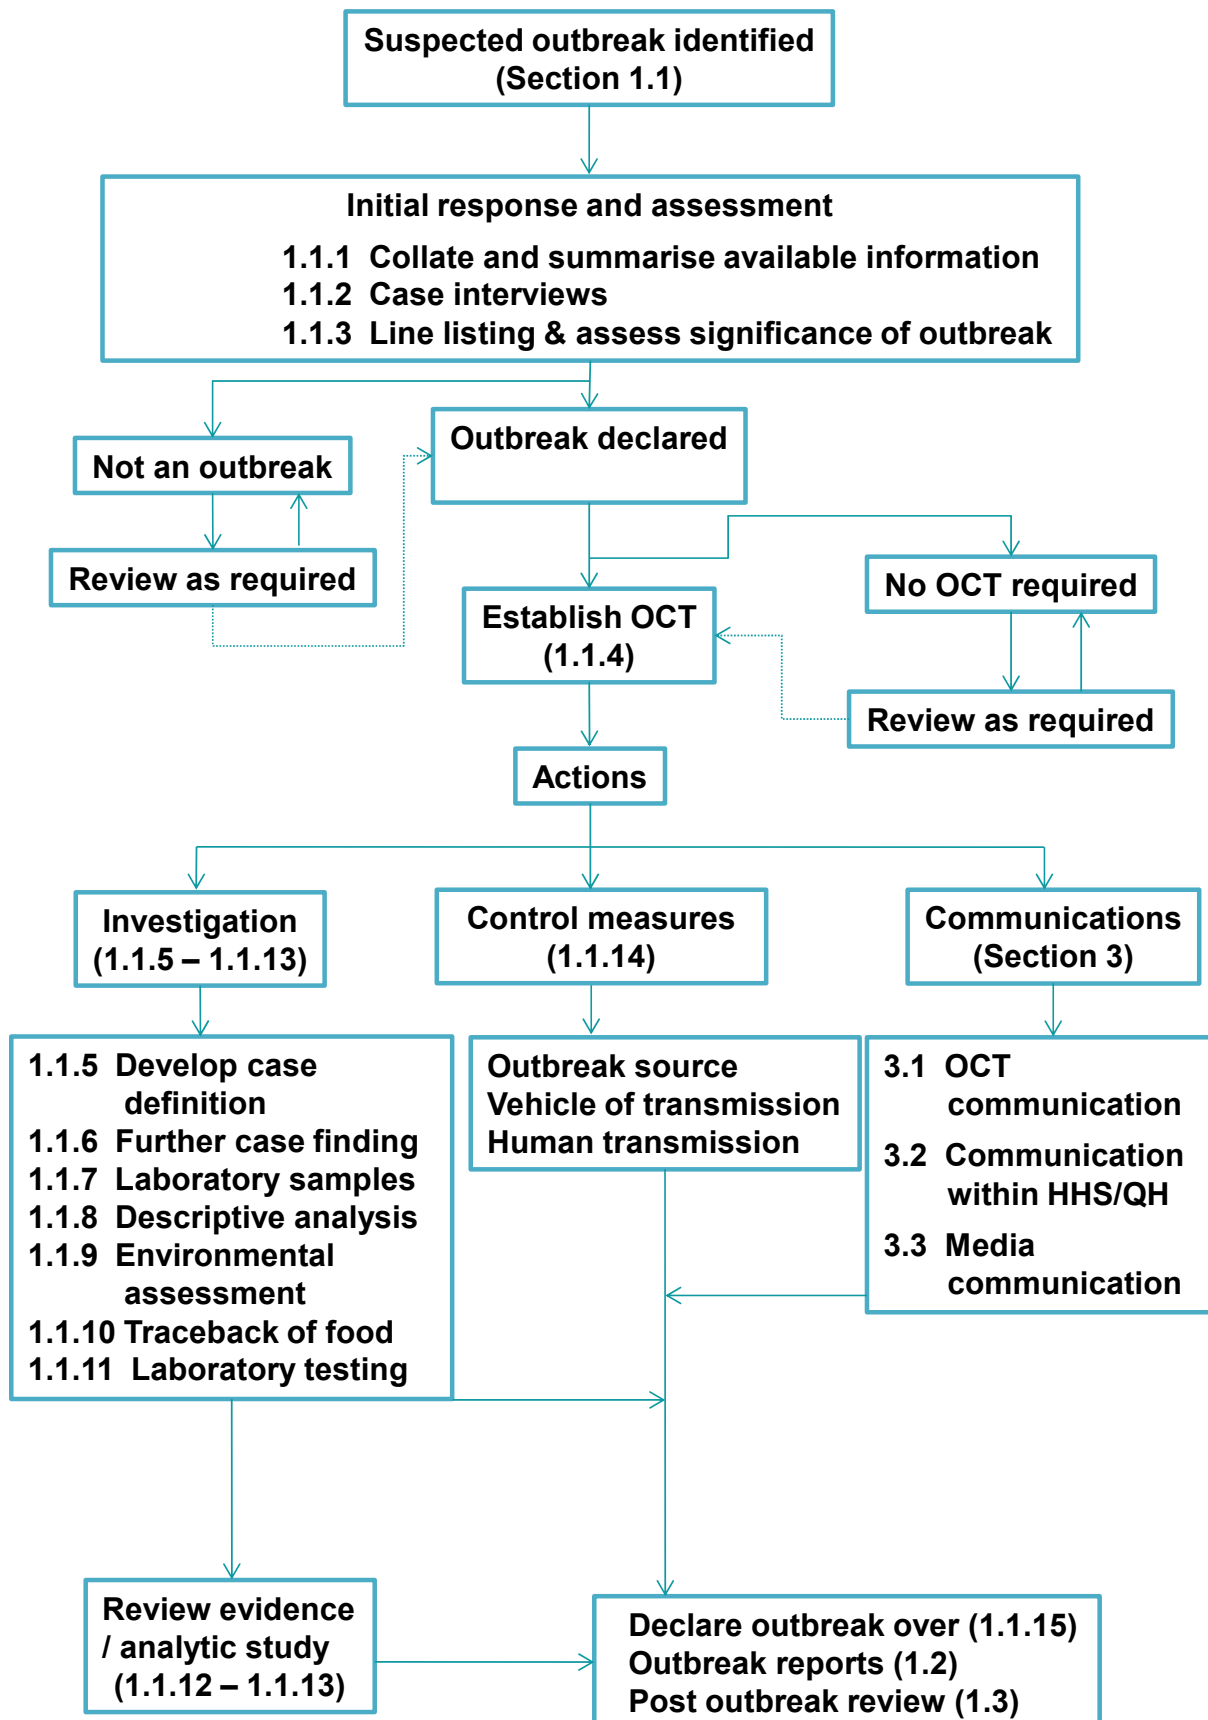 Suspected outbreak identified
(Section 1.1)
Initial response and assessment
1.1.1 Collate and summarise available information
1.1.2 Case interviews
1.1.3 Line listing & assess significance of outbreak
Not an outbreak
Outbreak declared
Review as required
No OCT required
Establish OCT
(1.1.4)
Review as required
Actions
Investigation
(1.1.5 – 1.1.13)
Control measures
(1.1.14)
Communications
(Section 3)
1.1.5 Develop case
definition
1.1.6 Further case finding
1.1.7 Laboratory samples
1.1.8 Descriptive analysis
1.1.9 Environmental
assessment
1.1.10 Traceback of food
1.1.11 Laboratory testing
Outbreak source
Vehicle of transmission
Human transmission
3.1 OCT
communication
3.2 Communication
within HHS/QH
3.3 Media
communication
Review evidence
/ analytic study
(1.1.12 – 1.1.13)
Declare outbreak over (1.1.15)
Outbreak reports (1.2)
Post outbreak review (1.3)